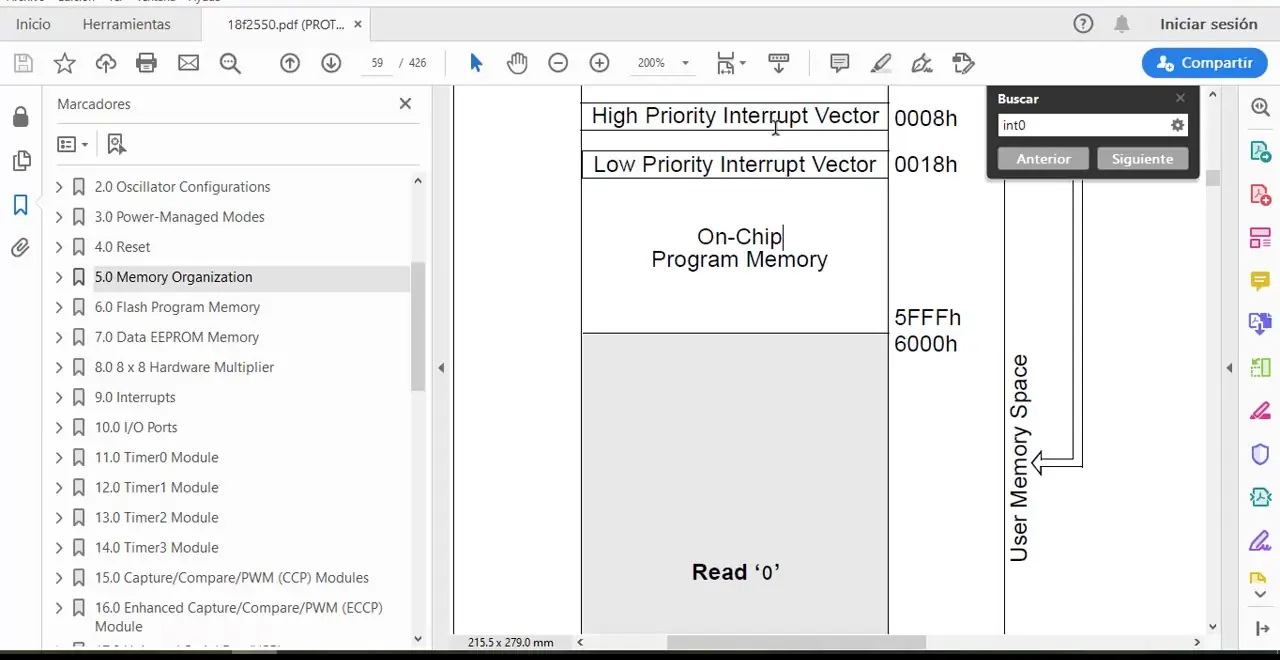 Inicio
Herramientas
18f2550.pdf (PROT... ×
Iniciar sesión
59 / 426
200%
Compartir
Marcadores
2.0 Oscillator Configurations
3.0 Power-Managed Modes
4.0 Reset
5.0 Memory Organization
6.0 Flash Program Memory
7.0 Data EEPROM Memory
8.0 8 x 8 Hardware Multiplier
9.0 Interrupts
10.0 I/O Ports
11.0 Timer0 Module
12.0 Timer1 Module
13.0 Timer2 Module
14.0 Timer3 Module
15.0 Capture/Compare/PWM (CCP) Modules
16.0 Enhanced Capture/Compare/PWM (ECCP)
Module
High Priority Interrupt Vector 0008h
Low Priority Interrupt Vector 0018h
On-Chip
Program Memory
5FFFh
6000h
Read ‘0’
User Memory Space
215.5 x 279.0 mm
Buscar
int0
Anterior
Siguiente